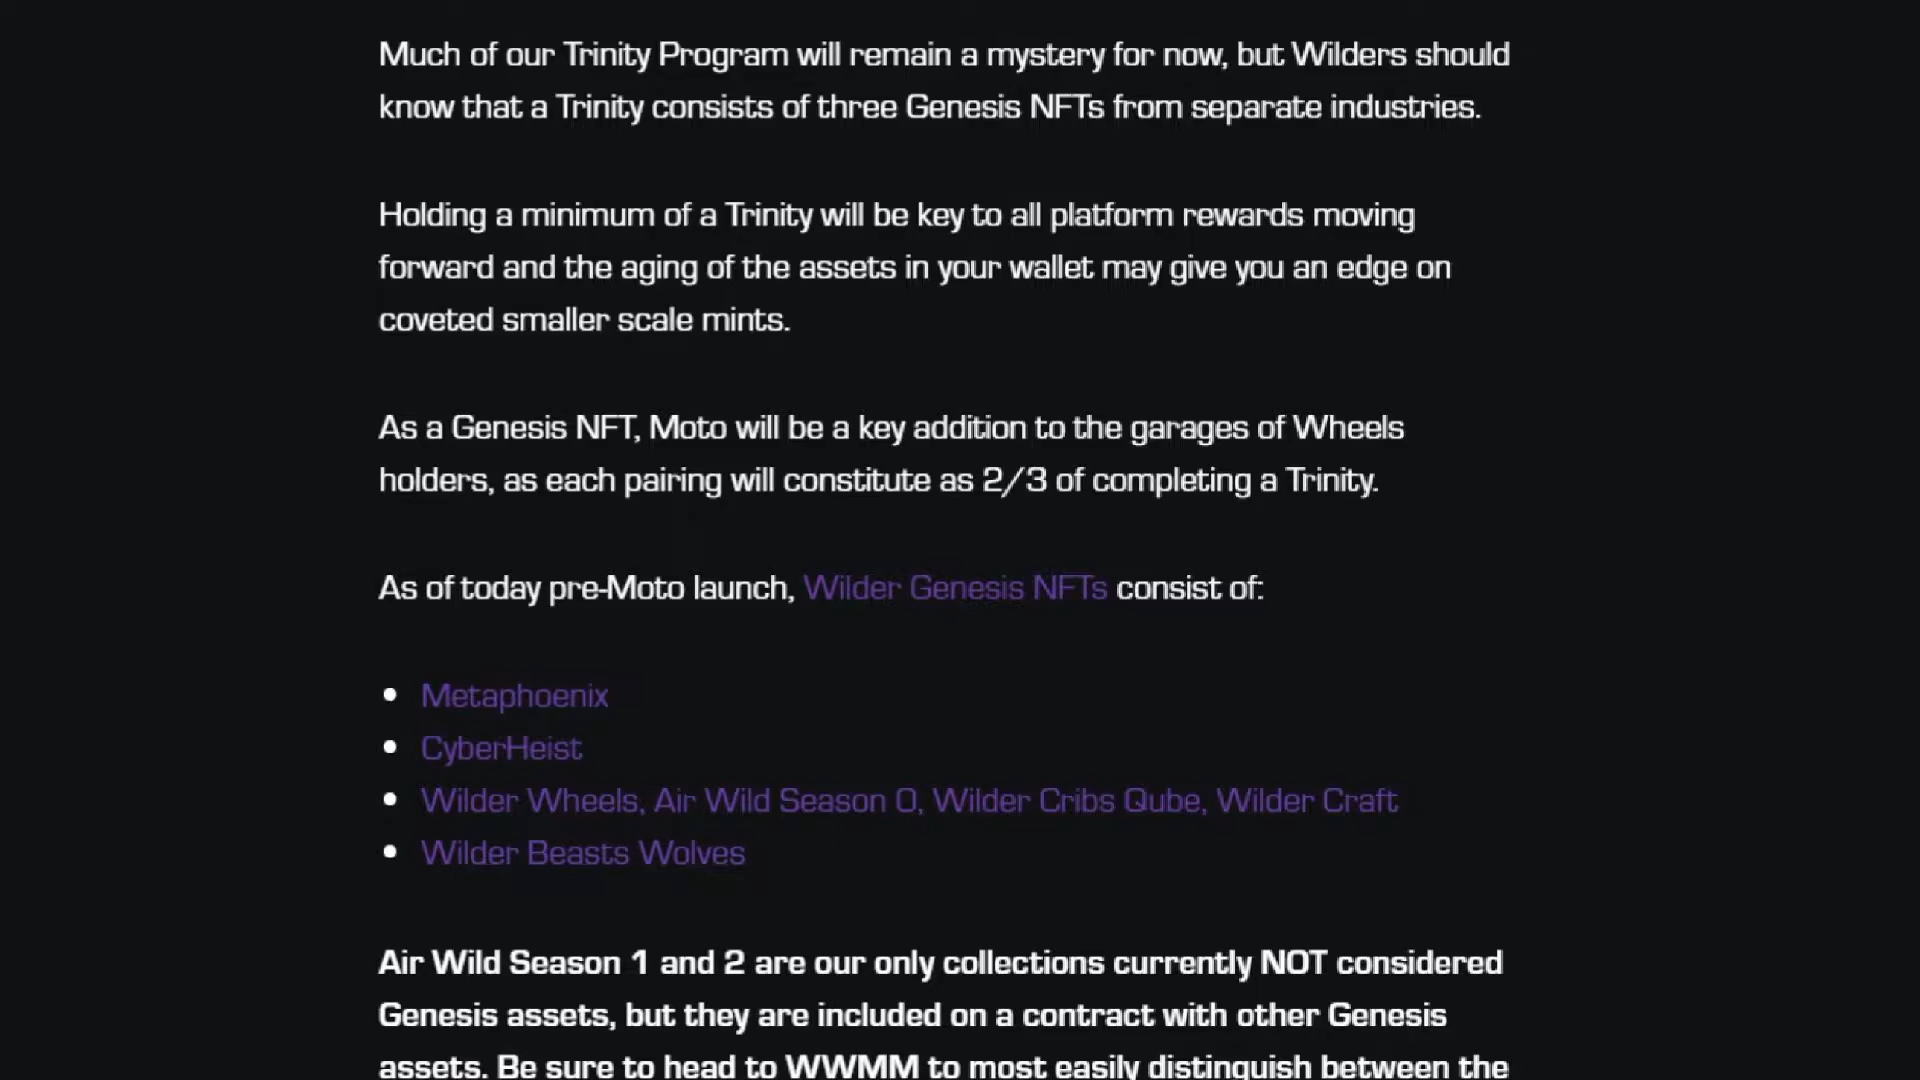 Much of our Trinity Program will remain a mystery for now, but Wilders should
know that a Trinity consists of three Genesis NFTs from separate industries.
Holding a minimum of a Trinity will be key to all platform rewards moving
forward and the aging of the assets in your wallet may give you an edge on
coveted smaller scale mints.
As a Genesis NFT, Moto will be a key addition to the garages of Wheels
holders, as each pairing will constitute as 2/3 of completing a Trinity.
As of today pre-Moto launch, Wilder Genesis NFTs consist of:
• Metaphoenix
• CyberHeist
• Wilder Wheels, Air Wild Season 0, Wilder Cribs Qube, Wilder Craft
• Wilder Beasts Wolves
Air Wild Season 1 and 2 are our only collections currently NOT considered
Genesis assets, but they are included on a contract with other Genesis
assets. Be sure to head to WWMM to most easily distinguish between the